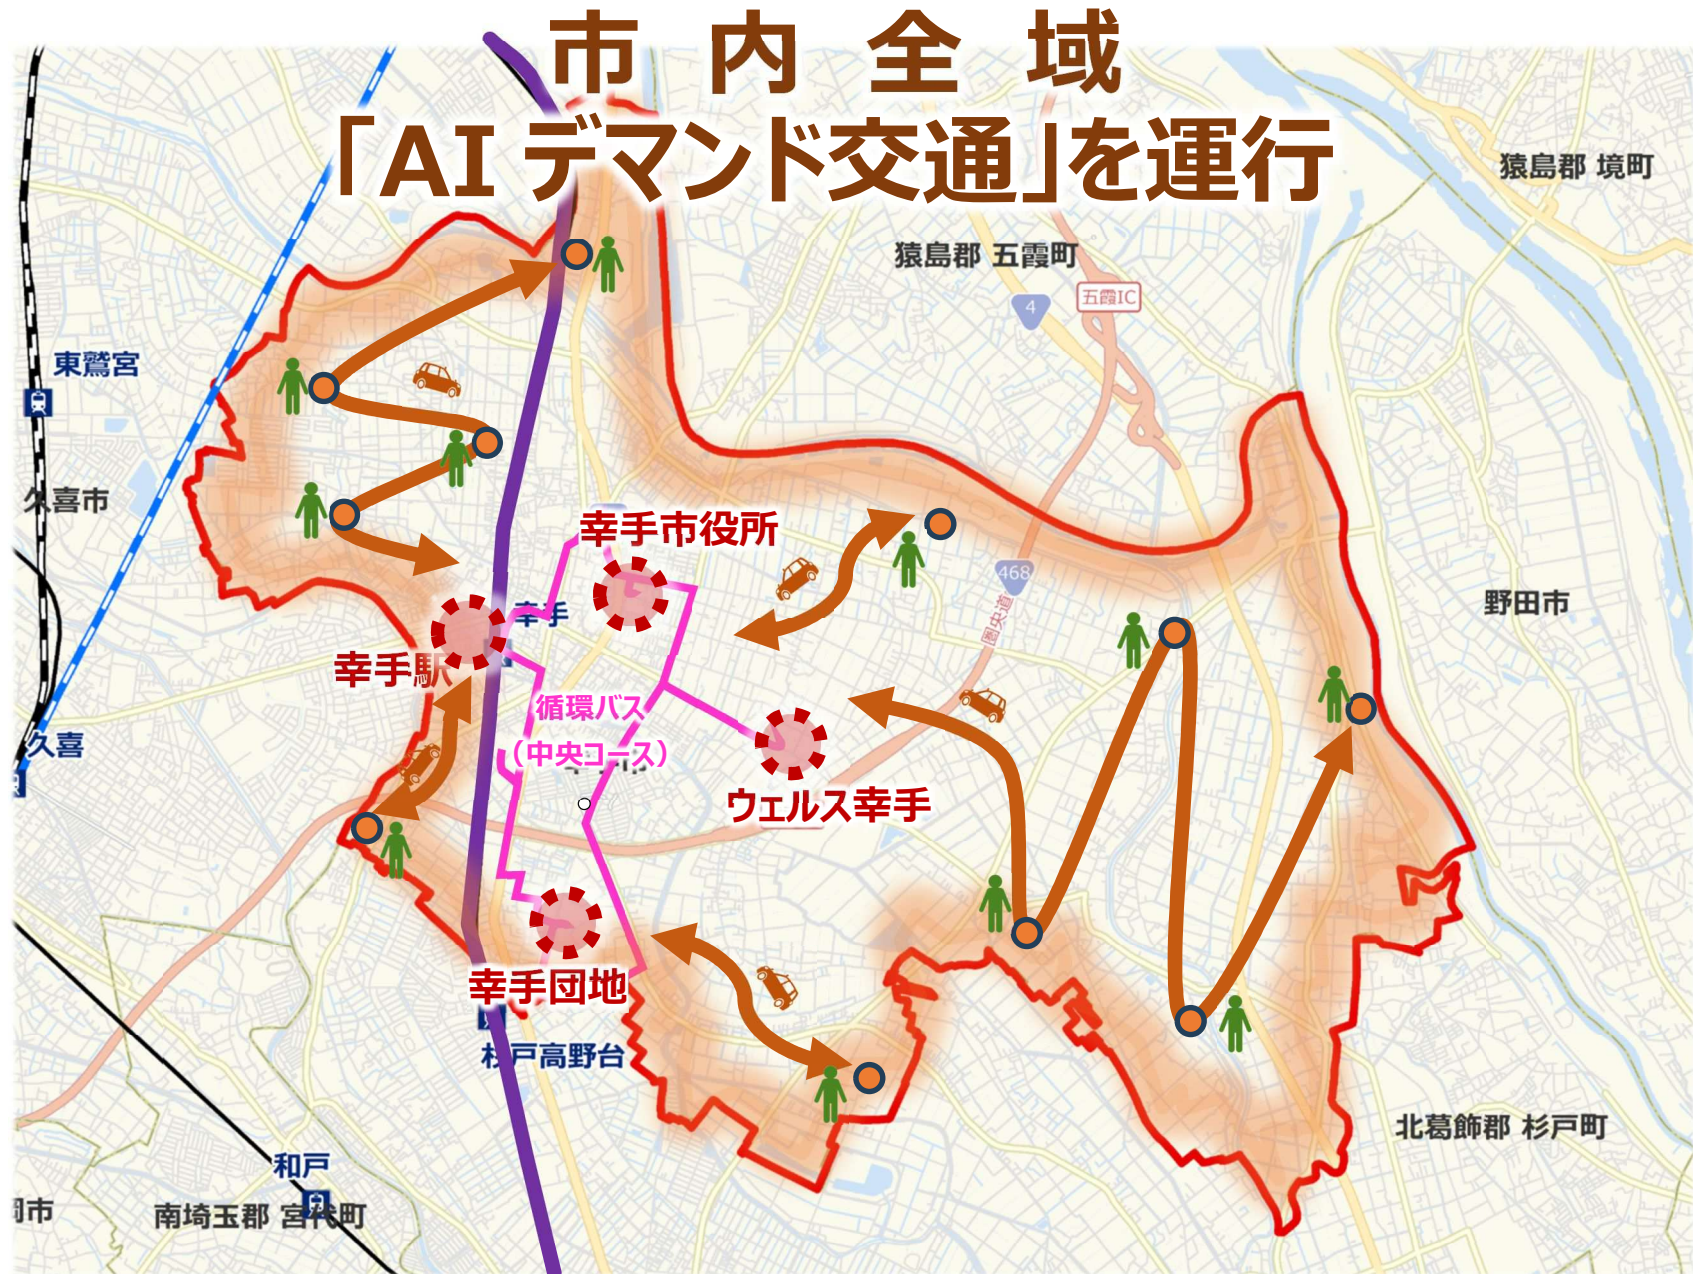 市内全域
「AIデマンド交通」を運行
猿島郡 境町
猿島郡 五霞町
4
五霞IC
東鷲宮
久喜市
幸手市役所
468
圏央道
野田市
幸手
幸手駅
循環バス
（中央コース）
久喜
ウェルス幸手
幸手団地
杉戸高野台
北葛飾郡 杉戸町
和戸
南埼玉郡 宮代町